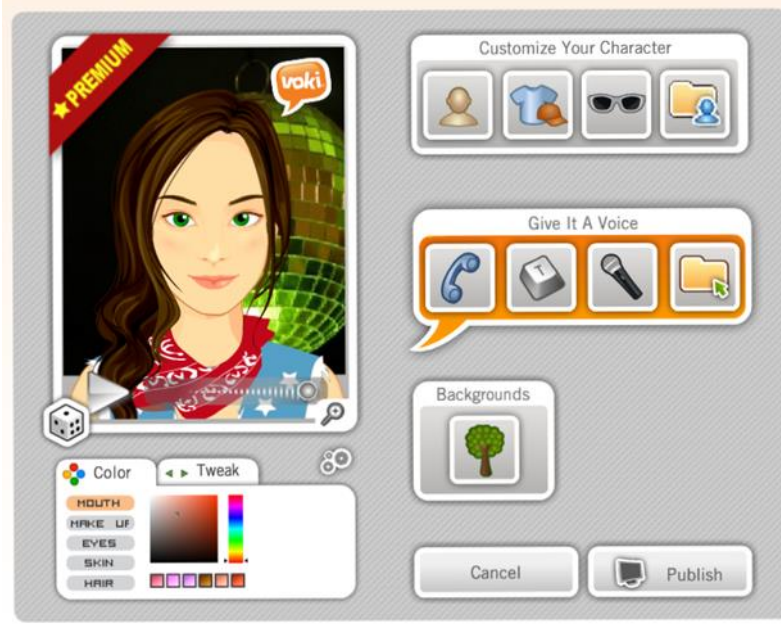 ★ PREMIUM
voki
Customize Your Character
Give It A Voice
T
Backgrounds
Color
Tweak
MOUTH
MAKE UP
EYES
SKIN
HAIR
Cancel
Publish